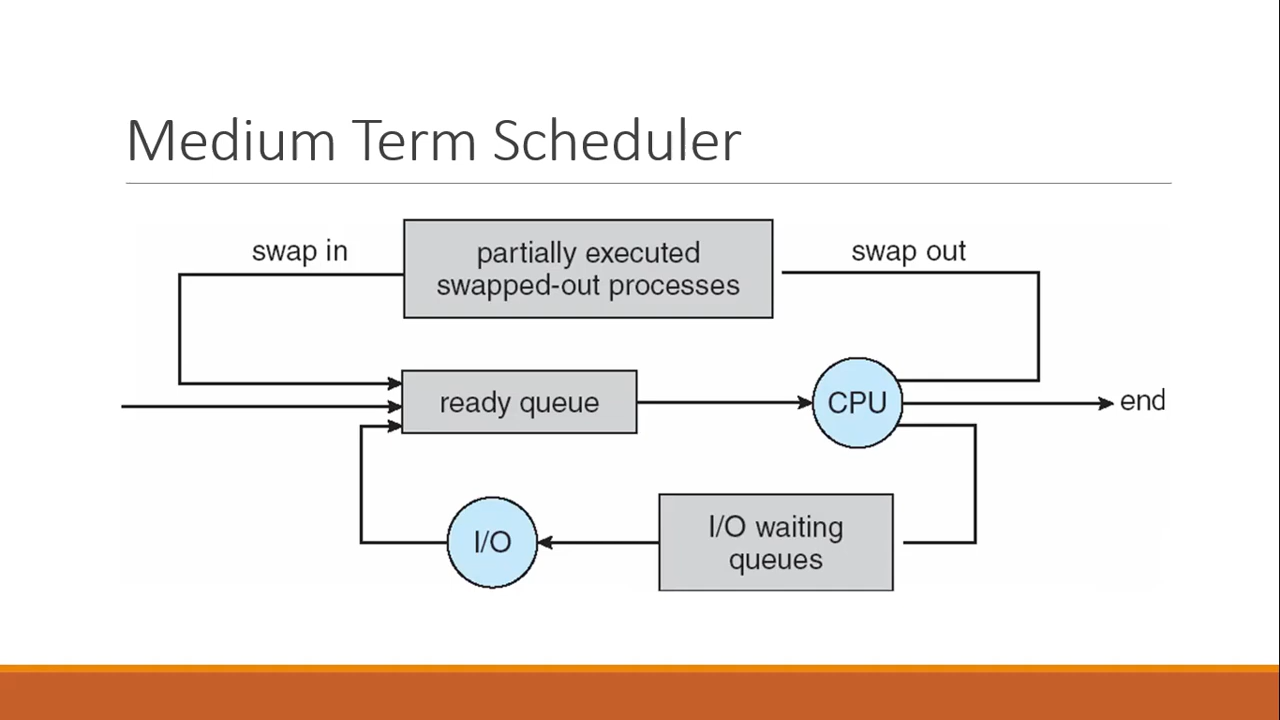 Medium Term Scheduler
swap in
partially executed
swapped-out processes
swap out
ready queue
CPU
end
I/O
I/O waiting
queues